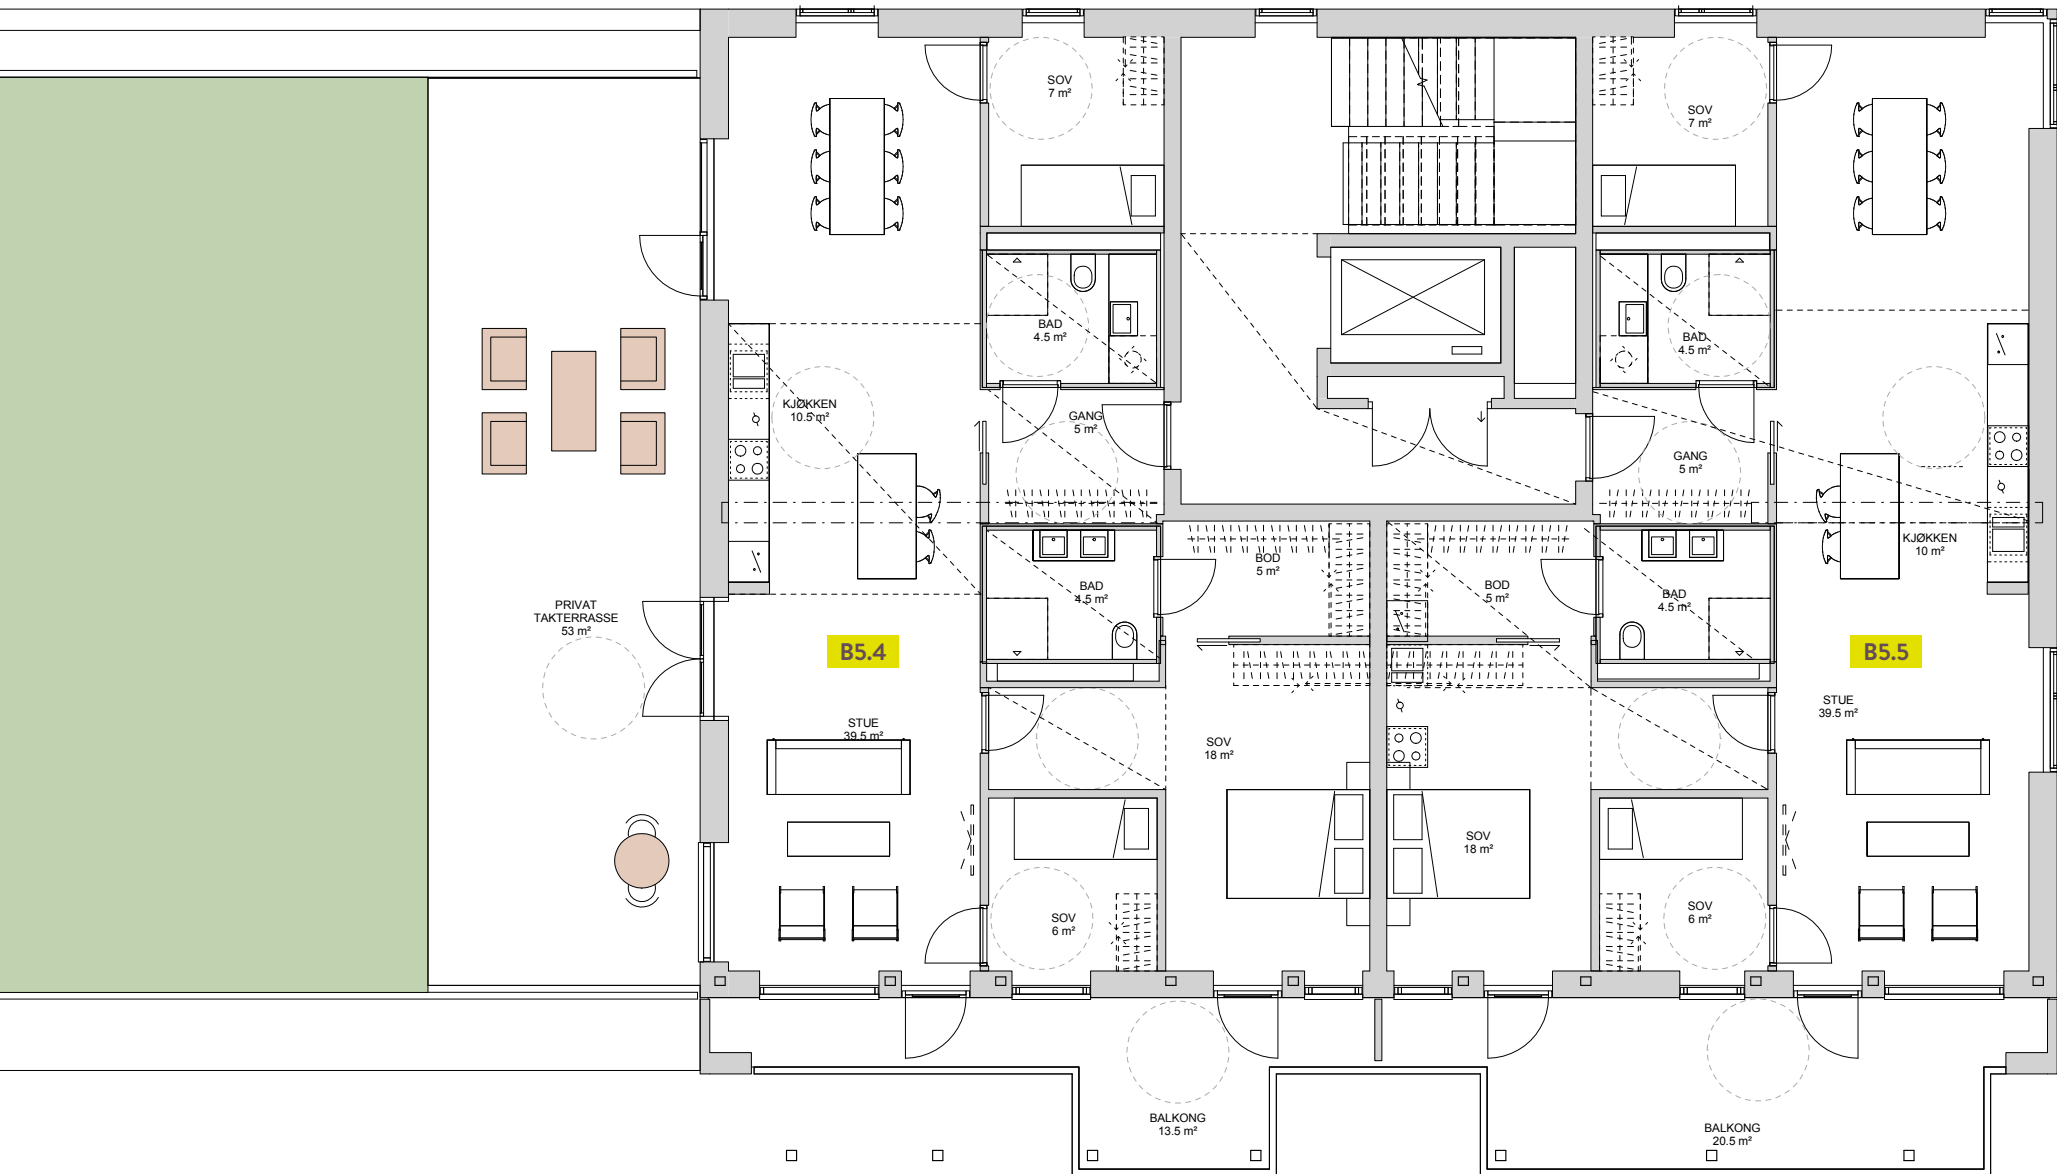 SOV
7 m²
SOV
7 m²
BAD
4.5 m²
BAD
4.5 m²
KJØKKEN
10.5 m²
GANG
5 m²
GANG
5 m²
KJØKKEN
10 m²
BOD
5 m²
BOD
5 m²
BAD
4.5 m²
BAD
4.5 m²
PRIVAT
TAKTERRASSE
53 m²
B5.4
B5.5
STUE
39.5 m²
SOV
18 m²
STUE
39.5 m²
SOV
18 m²
SOV
6 m²
SOV
6 m²
BALKONG
13.5 m²
BALKONG
20.5 m²